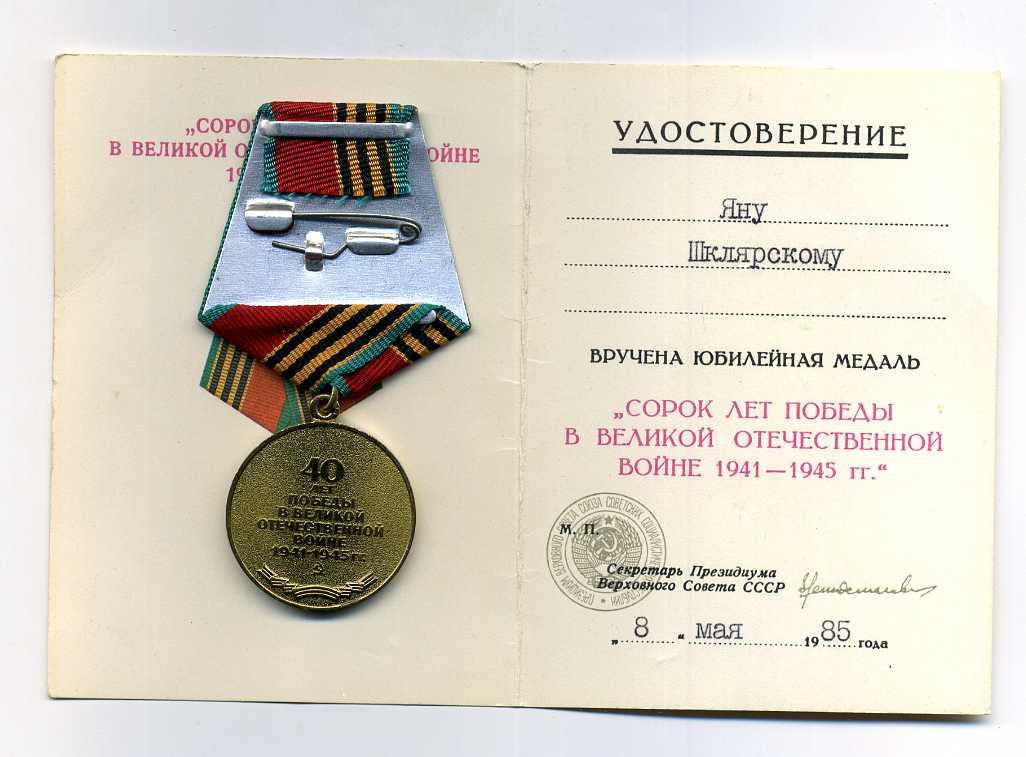 „СОРО
В ВЕЛИКОЙ О ВОЙНЕ
19
40
ЛЕТ
ПОБЕДЫ
В ВЕЛИКОЙ
ОТЕЧЕСТВЕННОЙ
ВОЙНЕ
1941-1945 гг.
УДОСТОВЕРЕНИЕ
Яну
Шклярскому
ВРУЧЕНА ЮБИЛЕЙНАЯ МЕДАЛЬ
„СОРОК ЛЕТ ПОБЕДЫ
В ВЕЛИКОЙ ОТЕЧЕСТВЕННОЙ
ВОЙНЕ 1941—1945 гг.“
М. П.
Секретарь Президиума
Верховного Совета СССР
„ 8 “ мая 1985 года